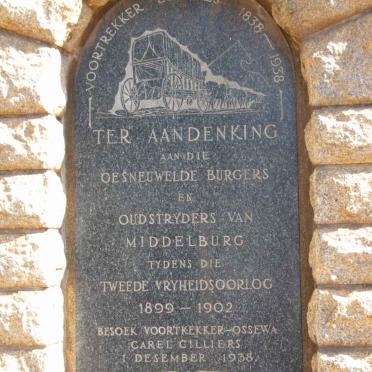 VOORTREKKER 1838 — 1938
TER AANDENKING
AAN DIE
GESNEUWELDE BURGERS
EN
OUDSTRYDERS VAN
MIDDELBURG
TYDENS DIE
TWEEDE VRYHEIDSOORLOG
1899 — 1902
BESOEK VOORTREKKER-OSSEWA
CAREL CILLIERS
1 DESEMBER 1938.